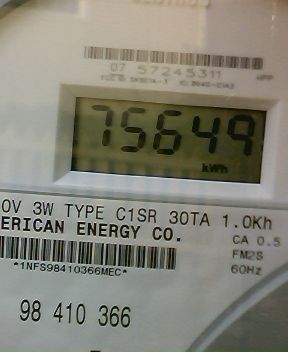 07 57245311
75649
kWh
0V 3W TYPE C1SR 30TA 1.0Kh
ERICAN ENERGY CO.
CA 0.5
FM2S
*1NFS98410366MEC*
60Hz
98 410 366